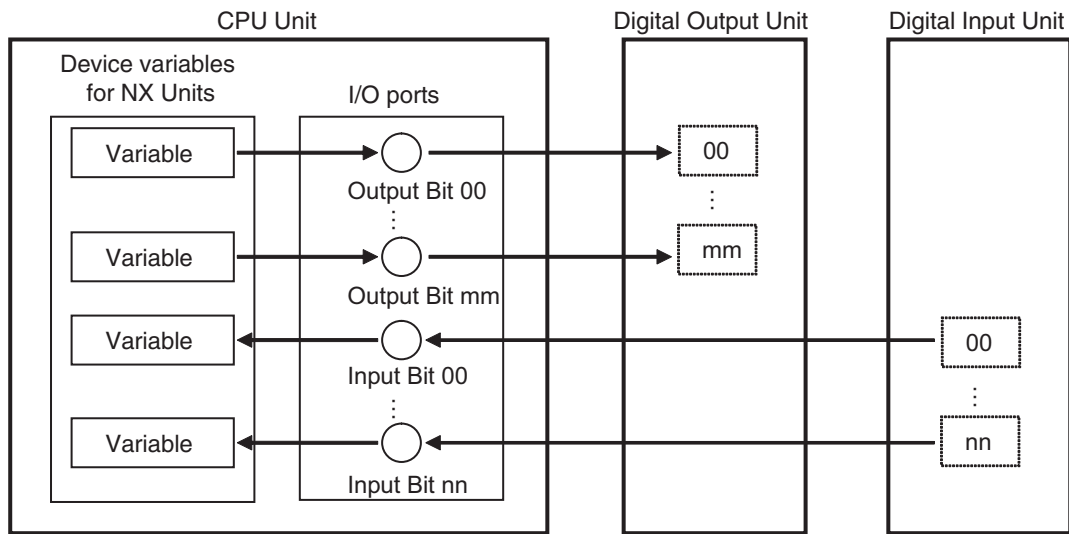 CPU Unit
Digital Output Unit
Digital Input Unit
Device variables
for NX Units
I/O ports
Variable
Output Bit 00
00
Variable
Output Bit mm
mm
Variable
Input Bit 00
00
Variable
Input Bit nn
nn